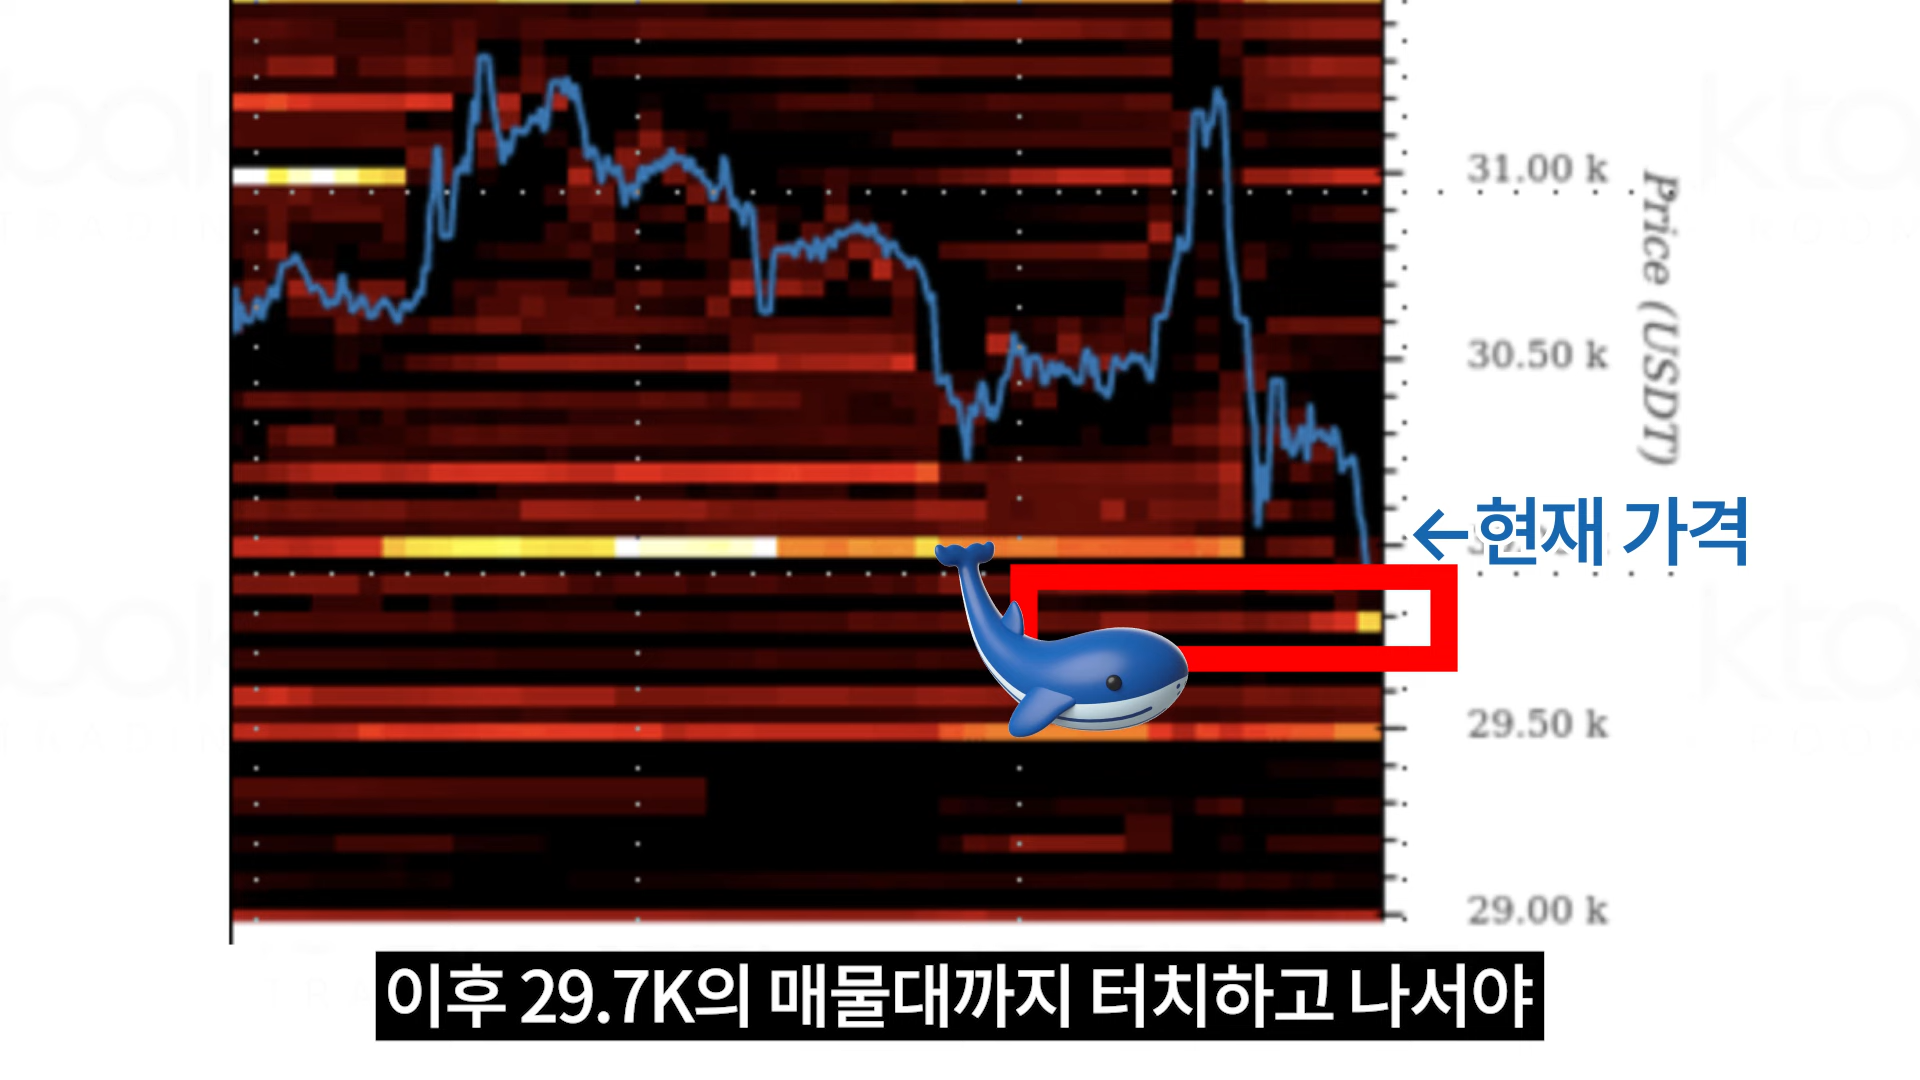 31.00 k
Price (USDT)
30.50 k
←현재 가격
29.50 k
29.00 k
이후 29.7K의 매물대까지 터치하고 나서야